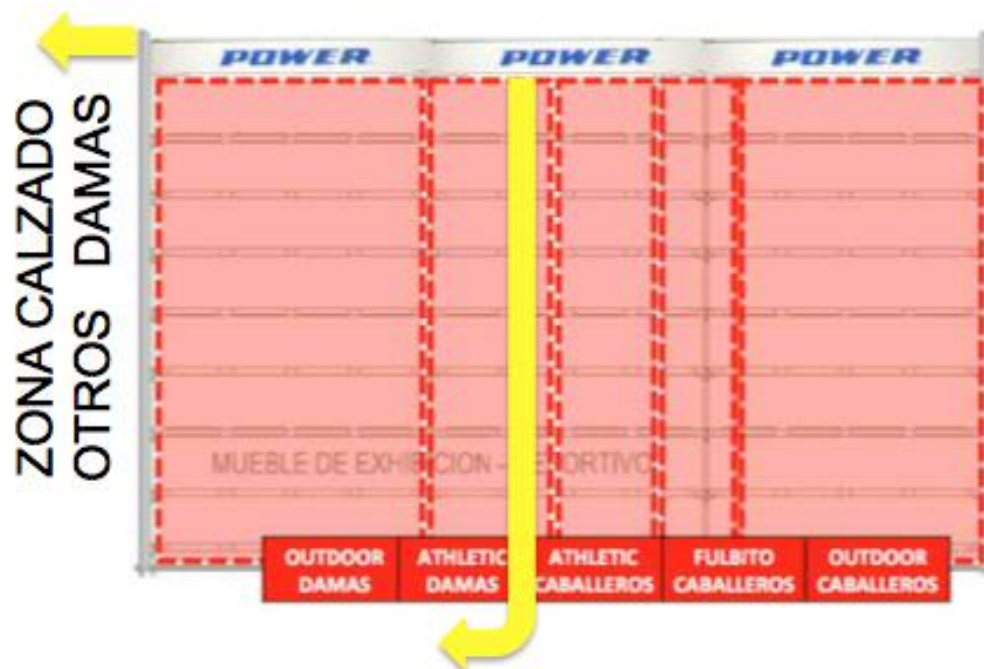 POWER POWER POWER
ZONA CALZADO
OTROS DAMAS
MUEBLE DE EXHIBICION - DEPORTIVO
OUTDOOR DAMAS
ATHLETIC DAMAS
ATHLETIC CABALLEROS
FULBITO CABALLEROS
OUTDOOR CABALLEROS